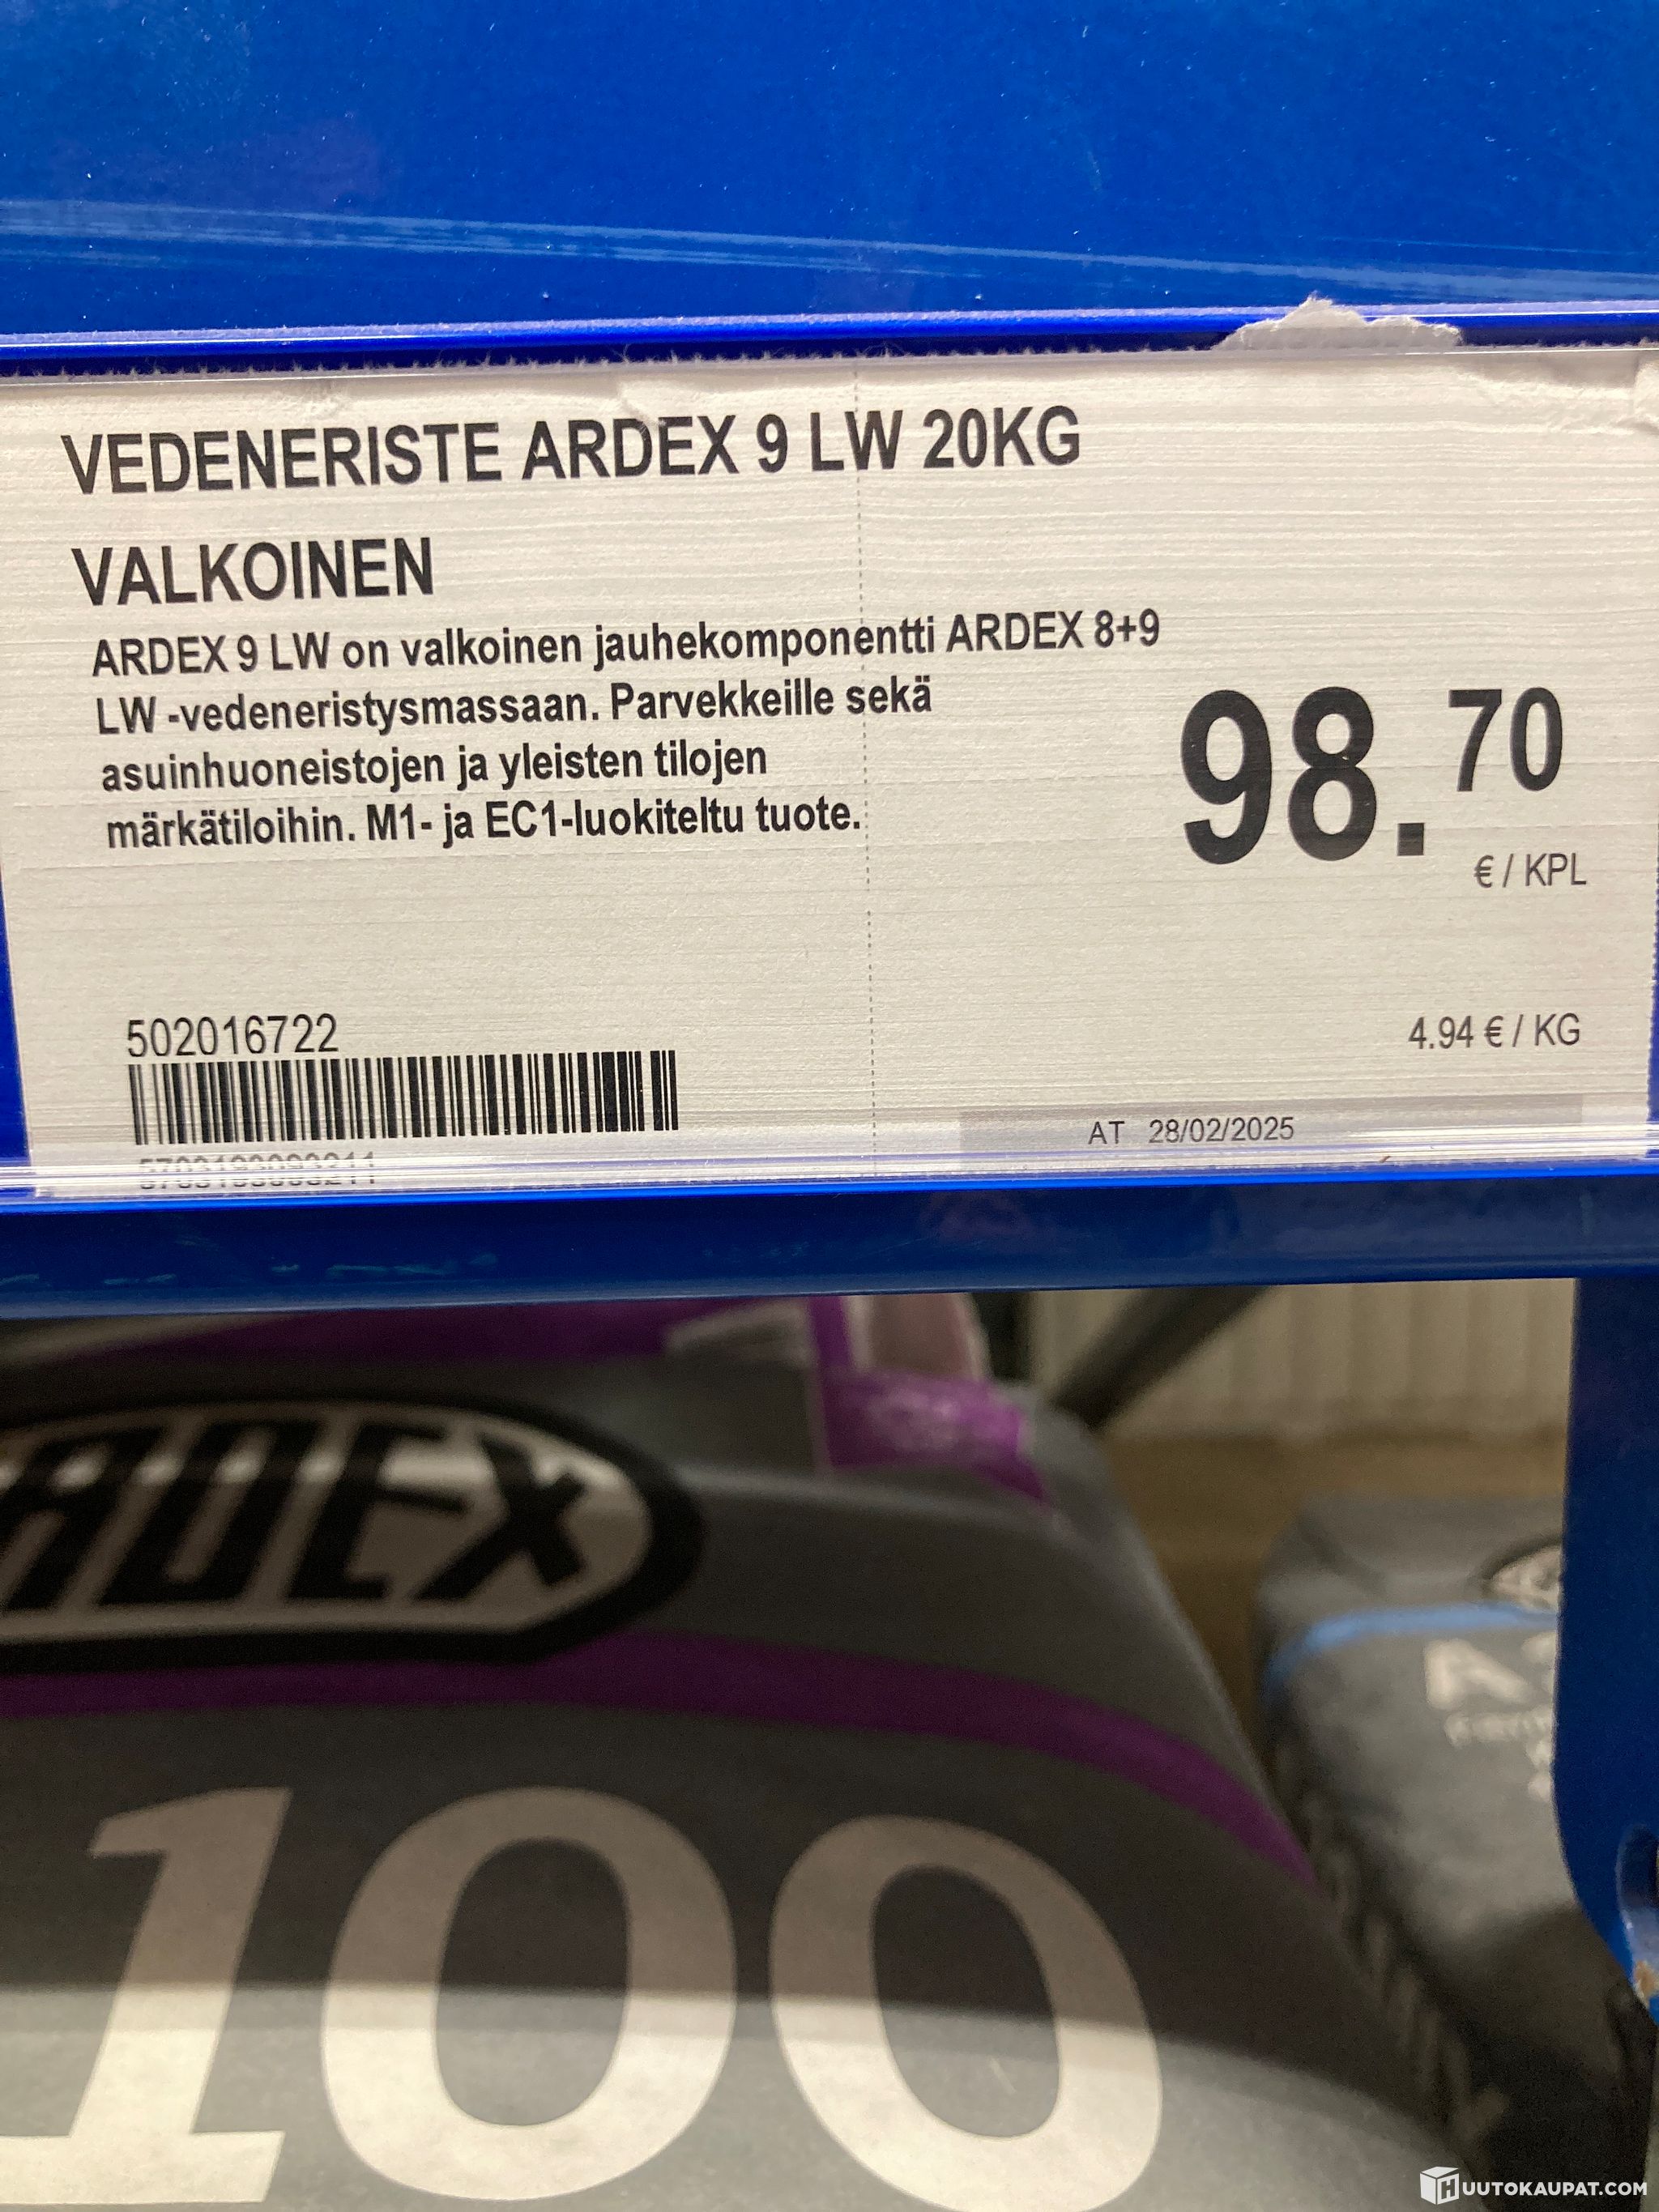 VEDENERISTE ARDEX 9 LW 20KG
VALKOINEN
ARDEX 9 LW on valkoinen jauhekomponentti ARDEX 8+9
LW -vedeneristysmassaan. Parvekkeille sekä
asuinhuoneistojen ja yleisten tilojen
märkätiloihin. M1- ja EC1-luokiteltu tuote.
98.70
€ / KPL
502016722
4.94 € / KG
AT 28/02/2025
ARDEX
100
HUUTOKAUPAT.COM